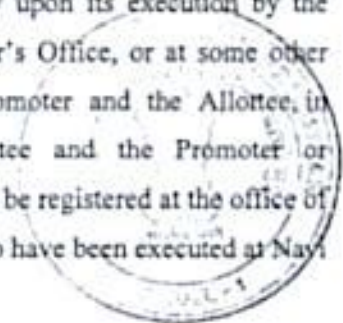 upon its execution by the
r's Office, or at some other
omoter and the Allottee, in
tee and the Promoter or
be registered at the office of
o have been executed at Navi